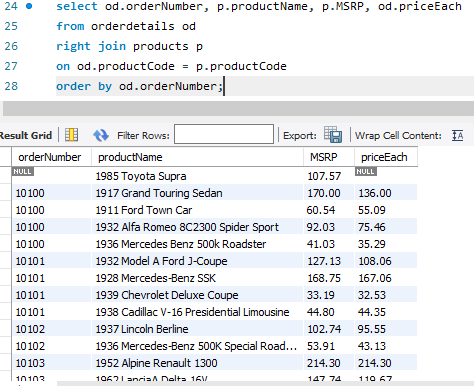 24 select od.orderNumber, p.productName, p.MSRP, od.priceEach
25 from orderdetails od
26 right join products p
27 on od.productCode = p.productCode
28 order by od.orderNumber;
Result Grid Filter Rows: Export: Wrap Cell Content: IA
orderNumber productName MSRP priceEach
NULL 1985 Toyota Supra 107.57 NULL
10100 1917 Grand Touring Sedan 170.00 136.00
10100 1911 Ford Town Car 60.54 55.09
10100 1932 Alfa Romeo 8C2300 Spider Sport 92.03 75.46
10100 1936 Mercedes Benz 500k Roadster 41.03 35.29
10101 1932 Model A Ford J-Coupe 127.13 108.06
10101 1928 Mercedes-Benz SSK 168.75 167.06
10101 1939 Chevrolet Deluxe Coupe 33.19 32.53
10101 1938 Cadillac V-16 Presidential Limousine 44.80 44.35
10102 1937 Lincoln Berline 102.74 95.55
10102 1936 Mercedes-Benz 500K Special Road... 53.91 43.13
10103 1952 Alpine Renault 1300 214.30 214.30
10103 1962 LanciaA Delta 16V 147.74 119.67